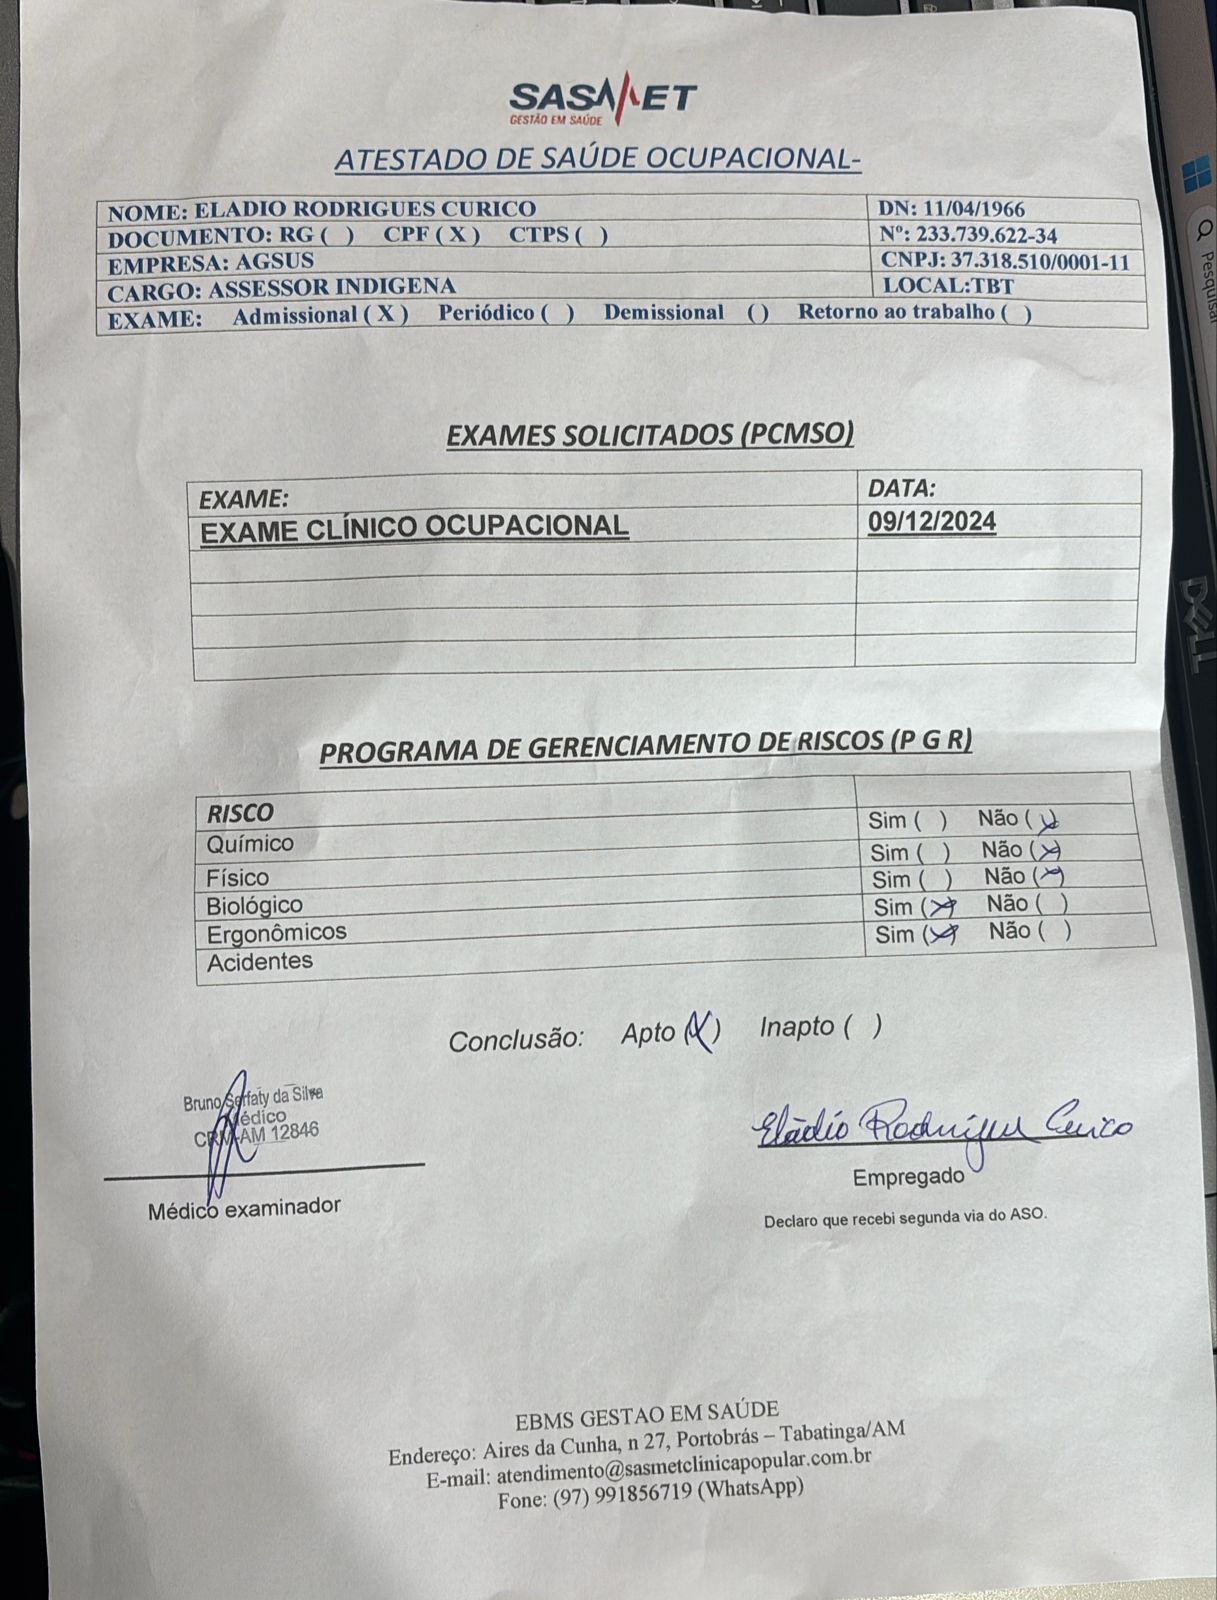 SASMET
GESTÃO EM SAÚDE
ATESTADO DE SAÚDE OCUPACIONAL-
NOME: ELADIO RODRIGUES CURICO DN: 11/04/1966
DOCUMENTO: RG ( ) CPF ( X ) CTPS ( ) Nº: 233.739.622-34
EMPRESA: AGSUS CNPJ: 37.318.510/0001-11
CARGO: ASSESSOR INDIGENA LOCAL:TBT
EXAME: Admissional ( X ) Periódico ( ) Demissional ( ) Retorno ao trabalho ( )
EXAMES SOLICITADOS (PCMSO)
EXAME: DATA:
EXAME CLÍNICO OCUPACIONAL 09/12/2024
PROGRAMA DE GERENCIAMENTO DE RISCOS (P G R)
RISCO
Químico Sim ( ) Não (x)
Físico Sim ( ) Não (x)
Biológico Sim ( ) Não (x)
Ergonômicos Sim (x) Não ( )
Acidentes Sim (x) Não ( )
Conclusão: Apto (X) Inapto ( )
Bruno Serfaty da Silva
Médico
CRM-AM 12846
Médico examinador
Eládio Rodrigues Curico
Empregado
Declaro que recebi segunda via do ASO.
EBMS GESTAO EM SAÚDE
Endereço: Aires da Cunha, n 27, Portobrás – Tabatinga/AM
E-mail: atendimento@sasmetclinicapopular.com.br
Fone: (97) 991856719 (WhatsApp)
Pesquisar
DELL